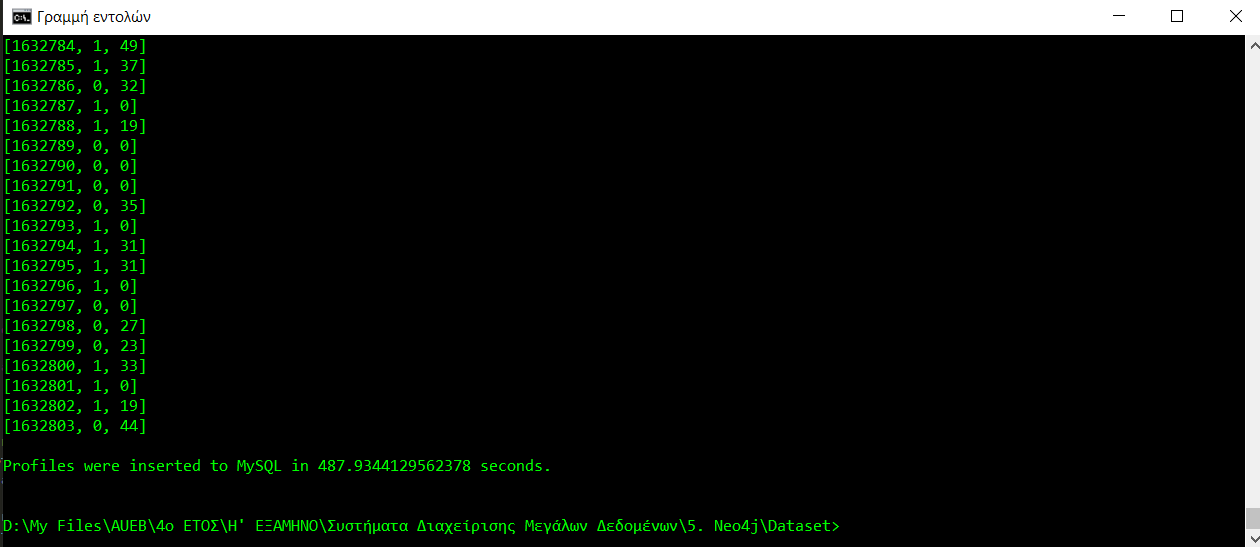 Γραμμή εντολών
[1632784, 1, 49]
[1632785, 1, 37]
[1632786, 0, 32]
[1632787, 1, 0]
[1632788, 1, 19]
[1632789, 0, 0]
[1632790, 0, 0]
[1632791, 0, 0]
[1632792, 0, 35]
[1632793, 1, 0]
[1632794, 1, 31]
[1632795, 1, 31]
[1632796, 1, 0]
[1632797, 0, 0]
[1632798, 0, 27]
[1632799, 0, 23]
[1632800, 1, 33]
[1632801, 1, 0]
[1632802, 1, 19]
[1632803, 0, 44]
Profiles were inserted to MySQL in 487.9344129562378 seconds.
D:\My Files\AUEB\4ο ΕΤΟΣ\Η' ΕΞΑΜΗΝΟ\Συστήματα Διαχείρισης Μεγάλων Δεδομένων\5. Neo4j\Dataset>